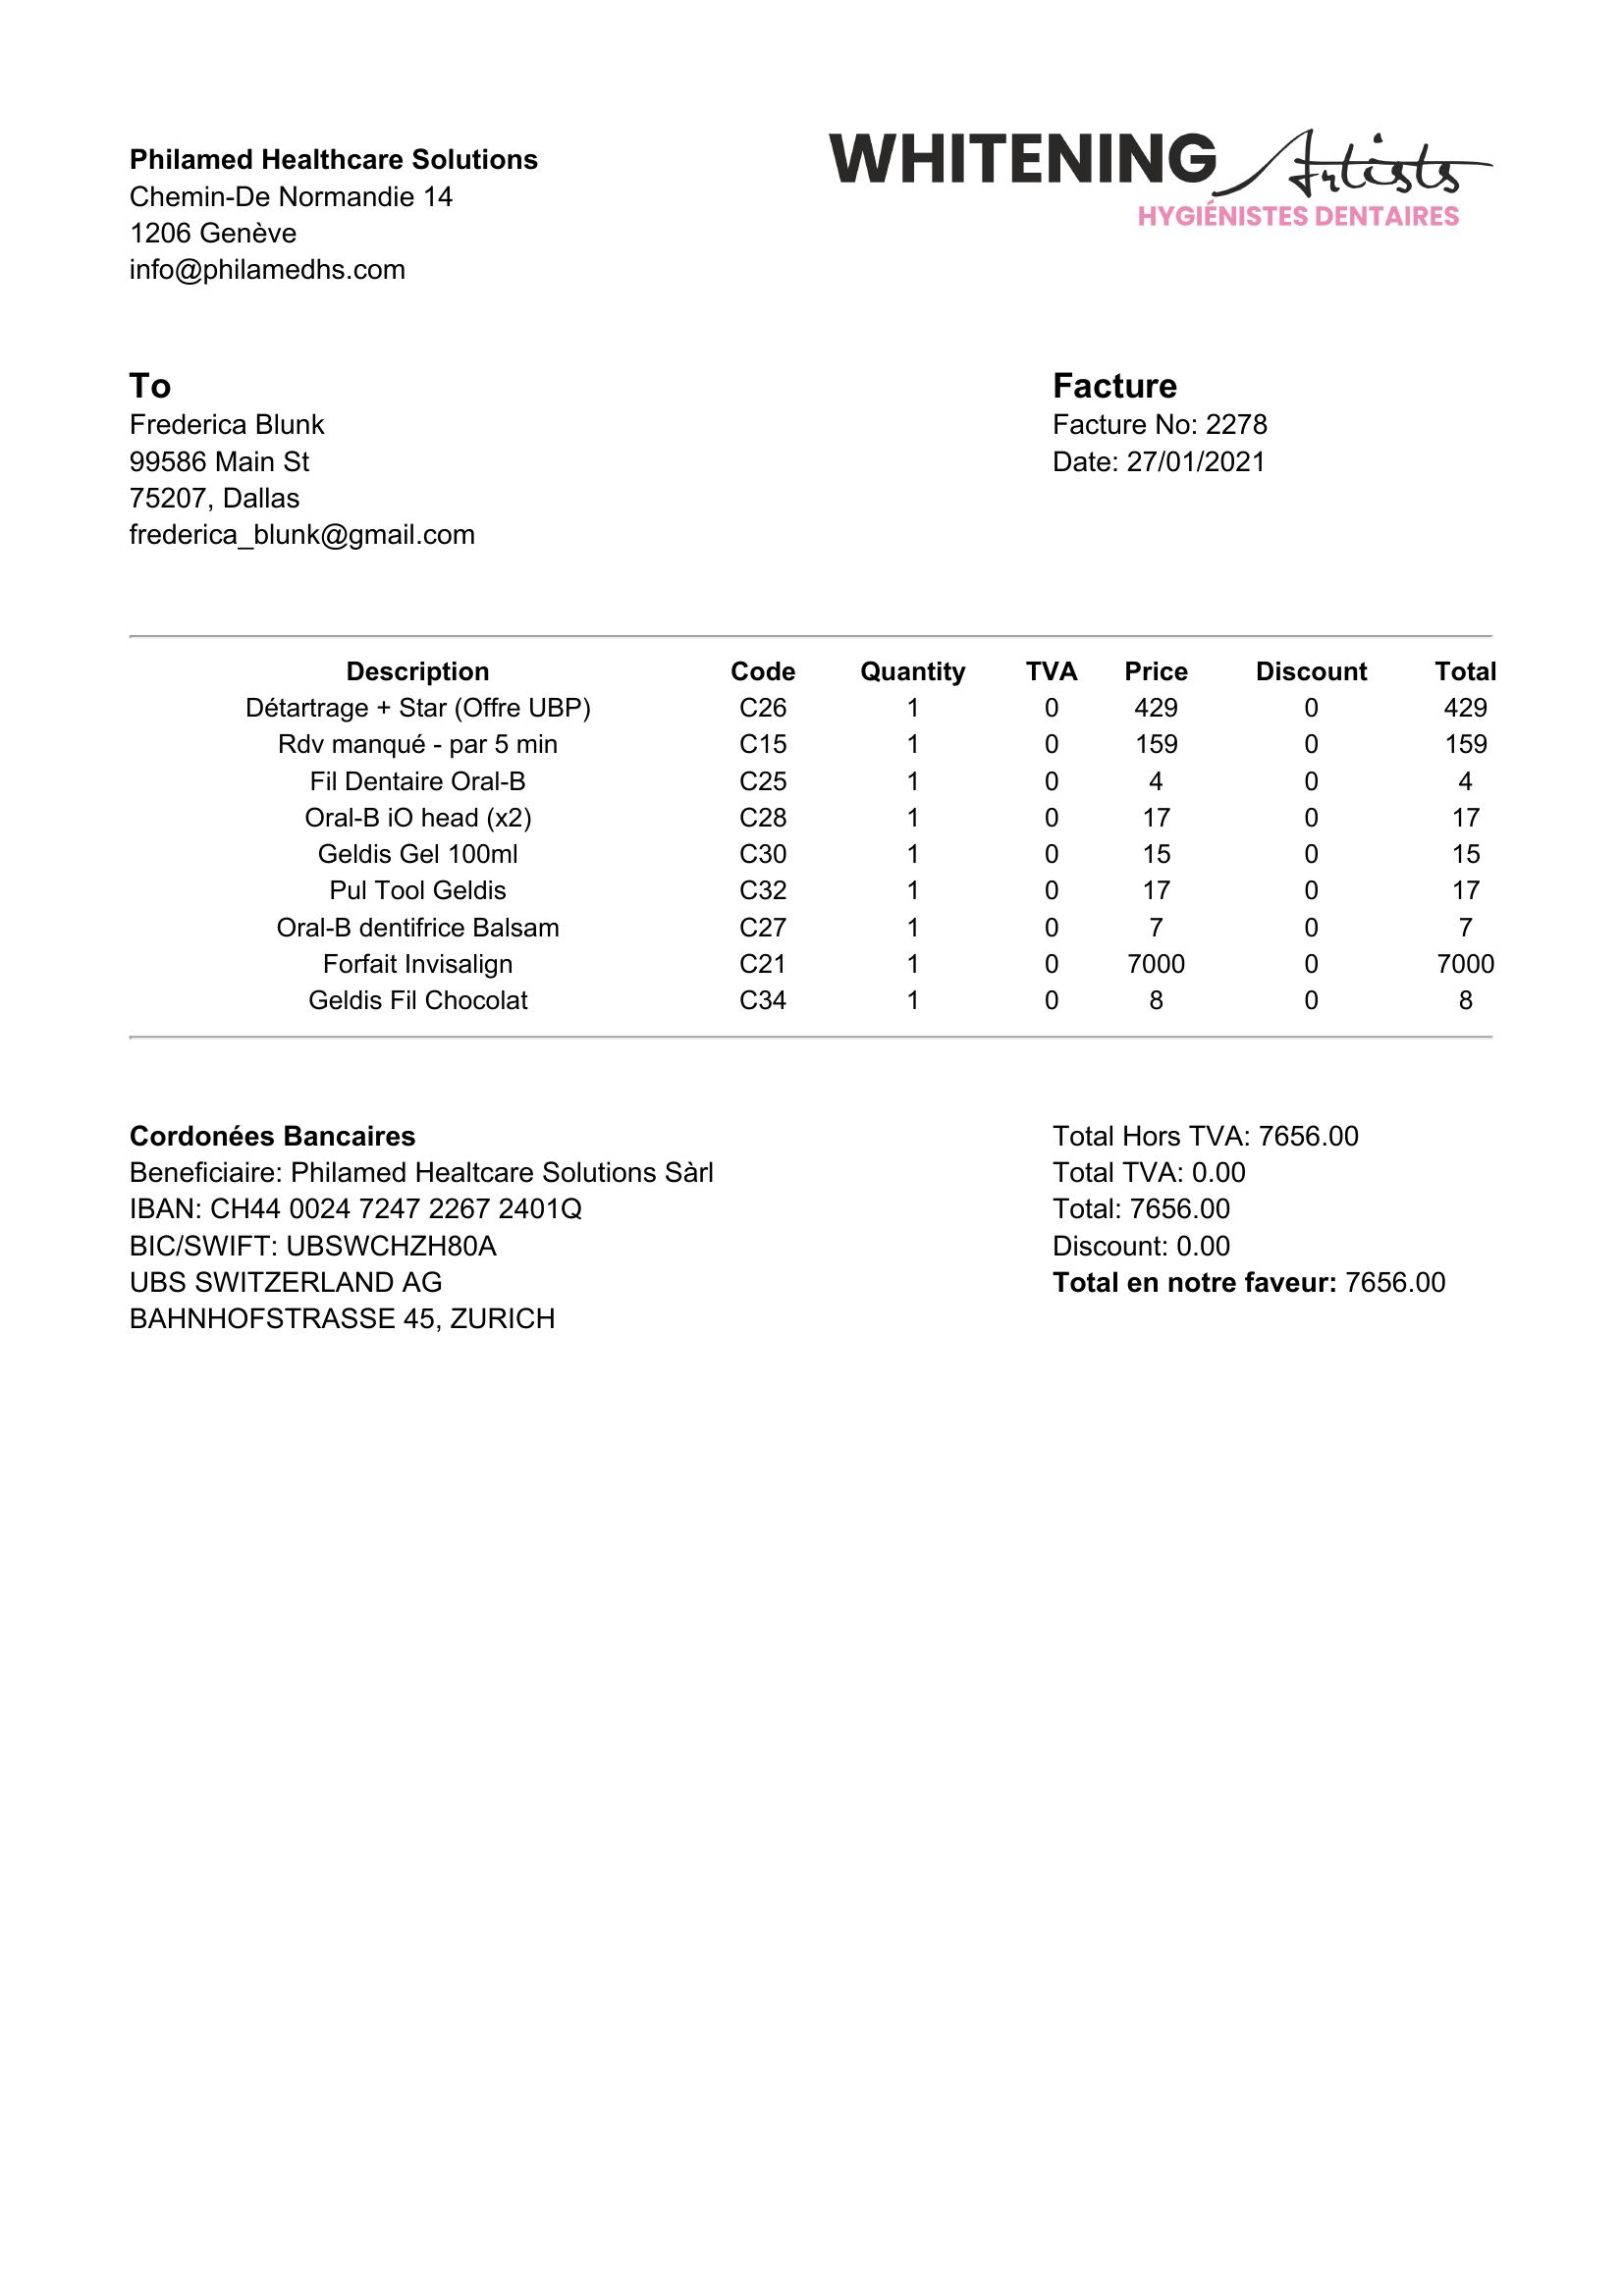 Philamed Healthcare Solutions
Chemin-De Normandie 14
1206 Genève
info@philamedhs.com
WHITENING Artists
HYGIÉNISTES DENTAIRES
To
Frederica Blunk
99586 Main St
75207, Dallas
frederica_blunk@gmail.com
Facture
Facture No: 2278
Date: 27/01/2021
Description Code Quantity TVA Price Discount Total
Détartrage + Star (Offre UBP) C26 1 0 429 0 429
Rdv manqué - par 5 min C15 1 0 159 0 159
Fil Dentaire Oral-B C25 1 0 4 0 4
Oral-B iO head (x2) C28 1 0 17 0 17
Geldis Gel 100ml C30 1 0 15 0 15
Pul Tool Geldis C32 1 0 17 0 17
Oral-B dentifrice Balsam C27 1 0 7 0 7
Forfait Invisalign C21 1 0 7000 0 7000
Geldis Fil Chocolat C34 1 0 8 0 8
Cordonées Bancaires
Beneficiaire: Philamed Healtcare Solutions Sàrl
IBAN: CH44 0024 7247 2267 2401Q
BIC/SWIFT: UBSWCHZH80A
UBS SWITZERLAND AG
BAHNHOFSTRASSE 45, ZURICH
Total Hors TVA: 7656.00
Total TVA: 0.00
Total: 7656.00
Discount: 0.00
Total en notre faveur: 7656.00